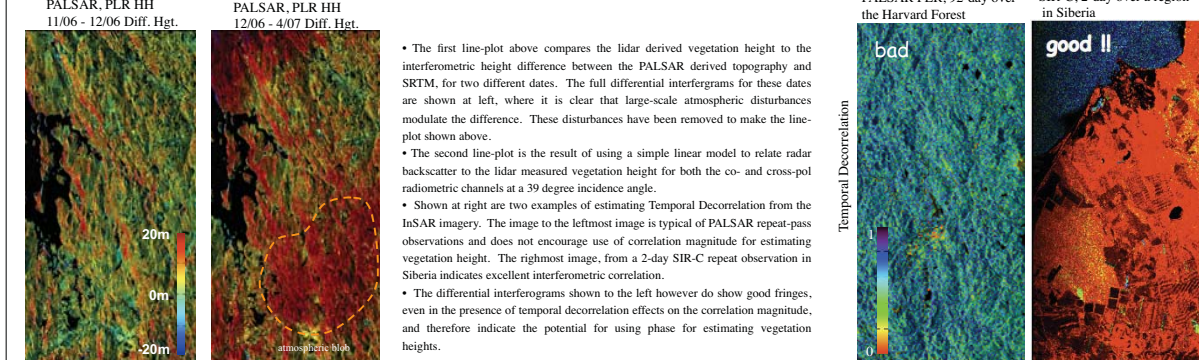 PALSAR, PLR HH
11/06 - 12/06 Diff. Hgt.
PALSAR, PLR HH
12/06 - 4/07 Diff. Hgt.
20m
0m
-20m
atmospheric blob
• The first line-plot above compares the lidar derived vegetation height to the
interferometric height difference between the PALSAR derived topography and
SRTM, for two different dates. The full differential interfergrams for these dates
are shown at left, where it is clear that large-scale atmospheric disturbances
modulate the difference. These disturbances have been removed to make the line-
plot shown above.
• The second line-plot is the result of using a simple linear model to relate radar
backscatter to the lidar measured vegetation height for both the co- and cross-pol
radiometric channels at a 39 degree incidence angle.
• Shown at right are two examples of estimating Temporal Decorrelation from the
InSAR imagery. The image to the leftmost image is typical of PALSAR repeat-pass
observations and does not encourage use of correlation magnitude for estimating
vegetation height. The righmost image, from a 2-day SIR-C repeat observation in
Siberia indicates excellent interferometric correlation.
• The differential interferograms shown to the left however do show good fringes,
even in the presence of temporal decorrelation effects on the correlation magnitude,
and therefore indicate the potential for using phase for estimating vegetation
heights.
Temporal Decorrelation
PALSAR PLR, 92-day over
the Harvard Forest
bad
1
0
SIR-C, 2-day over a region
in Siberia
good !!